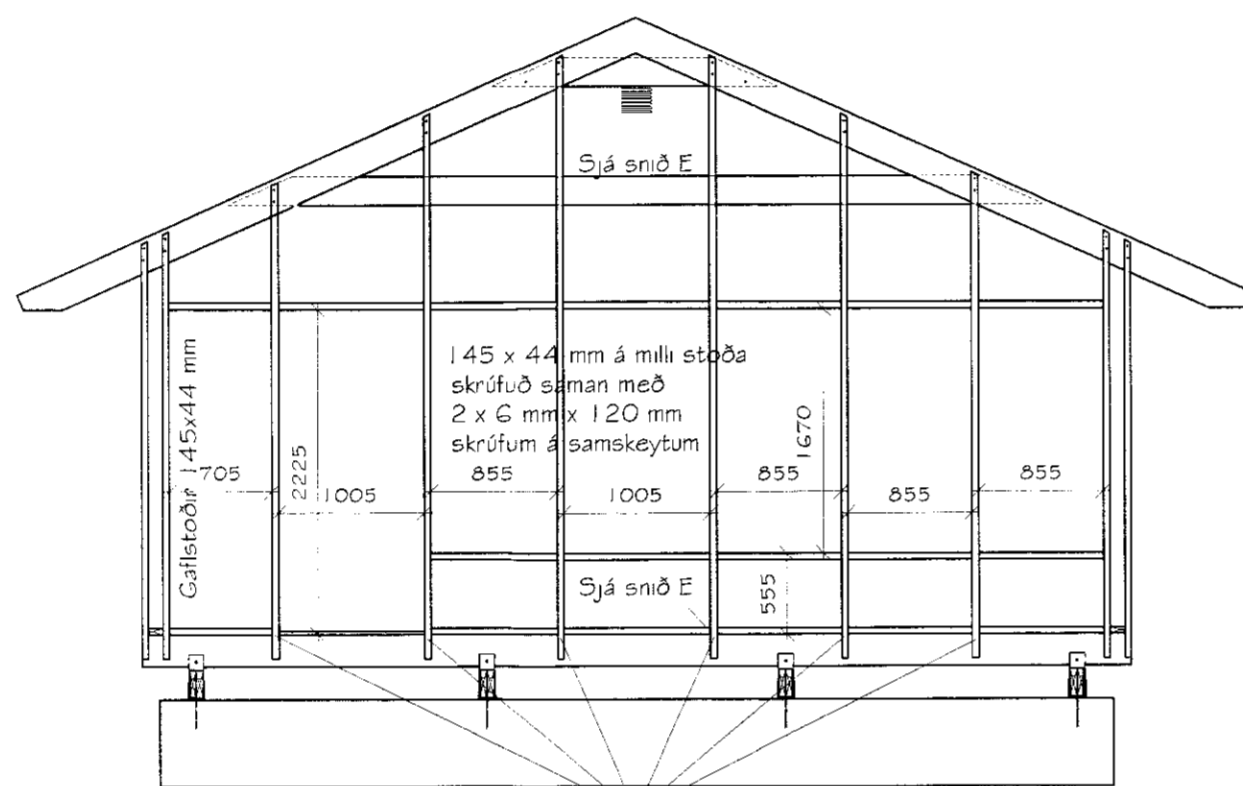 Sjá snið E
145 x 44 mm á milli stoða
skrúfuð saman með
2 x 6 mm x 120 mm
skrúfum á samskeytum
Gaflstoðir 145x44 mm
2225
1670
705
855
855
855
1005
1005
855
Sjá snið E
555